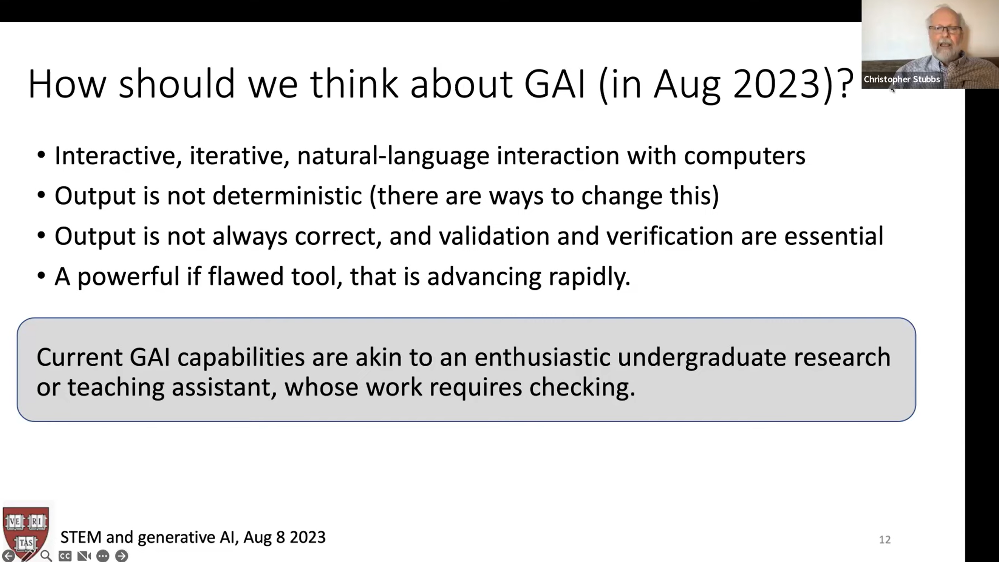 How should we think about GAI (in Aug 2023)?
Christopher Stubbs
• Interactive, iterative, natural-language interaction with computers
• Output is not deterministic (there are ways to change this)
• Output is not always correct, and validation and verification are essential
• A powerful if flawed tool, that is advancing rapidly.
Current GAI capabilities are akin to an enthusiastic undergraduate research
or teaching assistant, whose work requires checking.
VE RI
TAS
STEM and generative AI, Aug 8 2023
12
CC